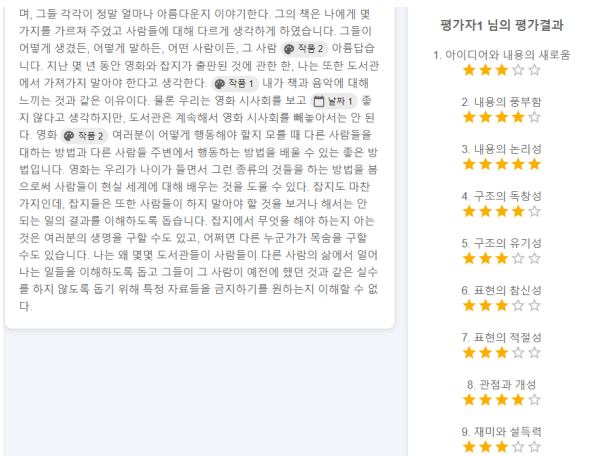 며, 그들 각각이 정말 얼마나 아름다운지 이야기한다. 그의 책은 나에게 몇
가지를 가르쳐 주었고 사람들에 대해 다르게 생각하게 하였습니다. 그들이
어떻게 생겼든, 어떻게 말하든, 어떤 사람이든, 그 사람 작품 2 아름답습
니다. 지난 몇 년 동안 영화와 잡지가 출판된 것에 관한 한, 나는 또한 도서관
에서 가져가지 말아야 한다고 생각한다. 작품 1 내가 책과 음악에 대해
느끼는 것과 같은 이유이다. 물론 우리는 영화 시사회를 보고 날짜 1 좋
지 않다고 생각하지만, 도서관은 계속해서 영화 시사회를 빼놓아서는 안 된
다. 영화 작품 2 여러분이 어떻게 행동해야 할지 모를 때 다른 사람들을
대하는 방법과 다른 사람들 주변에서 행동하는 방법을 배울 수 있는 좋은 방
법입니다. 영화는 우리가 나이가 들면서 그런 종류의 것들을 하는 방법을 봄
으로써 사람들이 현실 세계에 대해 배우는 것을 도울 수 있다. 잡지도 마찬
가지인데, 잡지들은 또한 사람들이 하지 말아야 할 것을 보거나 해서는 안
되는 일의 결과를 이해하도록 돕습니다. 잡지에서 무엇을 해야 하는지 아는
것은 여러분의 생명을 구할 수도 있고, 어쩌면 다른 누군가가 목숨을 구할
수도 있습니다. 나는 왜 몇몇 도서관들이 사람들이 다른 사람의 삶에서 일어
나는 일들을 이해하도록 돕고 그들이 그 사람이 예전에 했던 것과 같은 실수
를 하지 않도록 돕기 위해 특정 자료들을 금지하기를 원하는지 이해할 수 없
다.
평가자1 님의 평가결과
1. 아이디어와 내용의 새로움
2. 내용의 풍부함
3. 내용의 논리성
4. 구조의 독창성
5. 구조의 유기성
6. 표현의 참신성
7. 표현의 적절성
8. 관점과 개성
9. 재미와 설득력